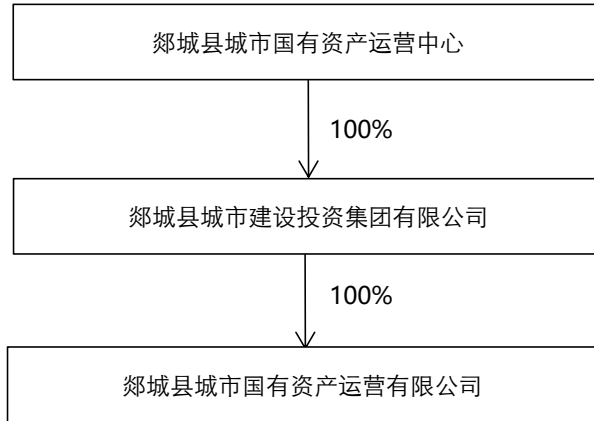 郯城县城市国有资产运营中心
100%
郯城县城市建设投资集团有限公司
100%
郯城县城市国有资产运营有限公司